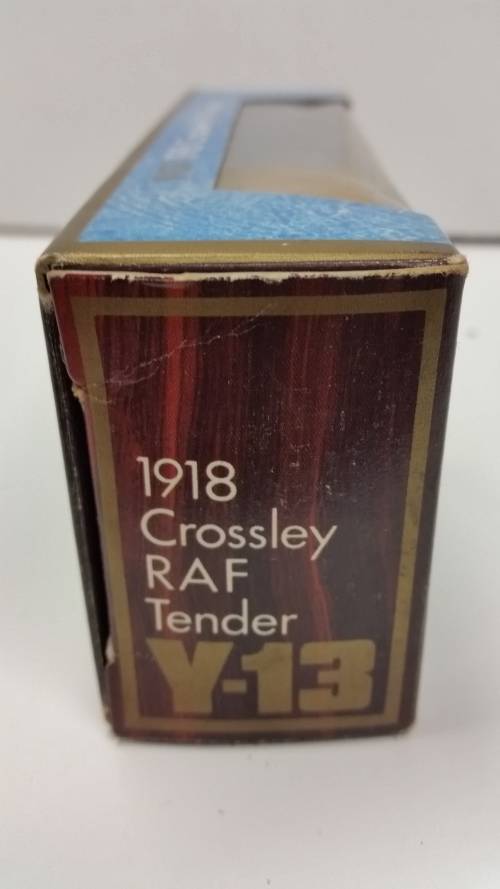 1918
Crossley
RAF
Tender
Y-13